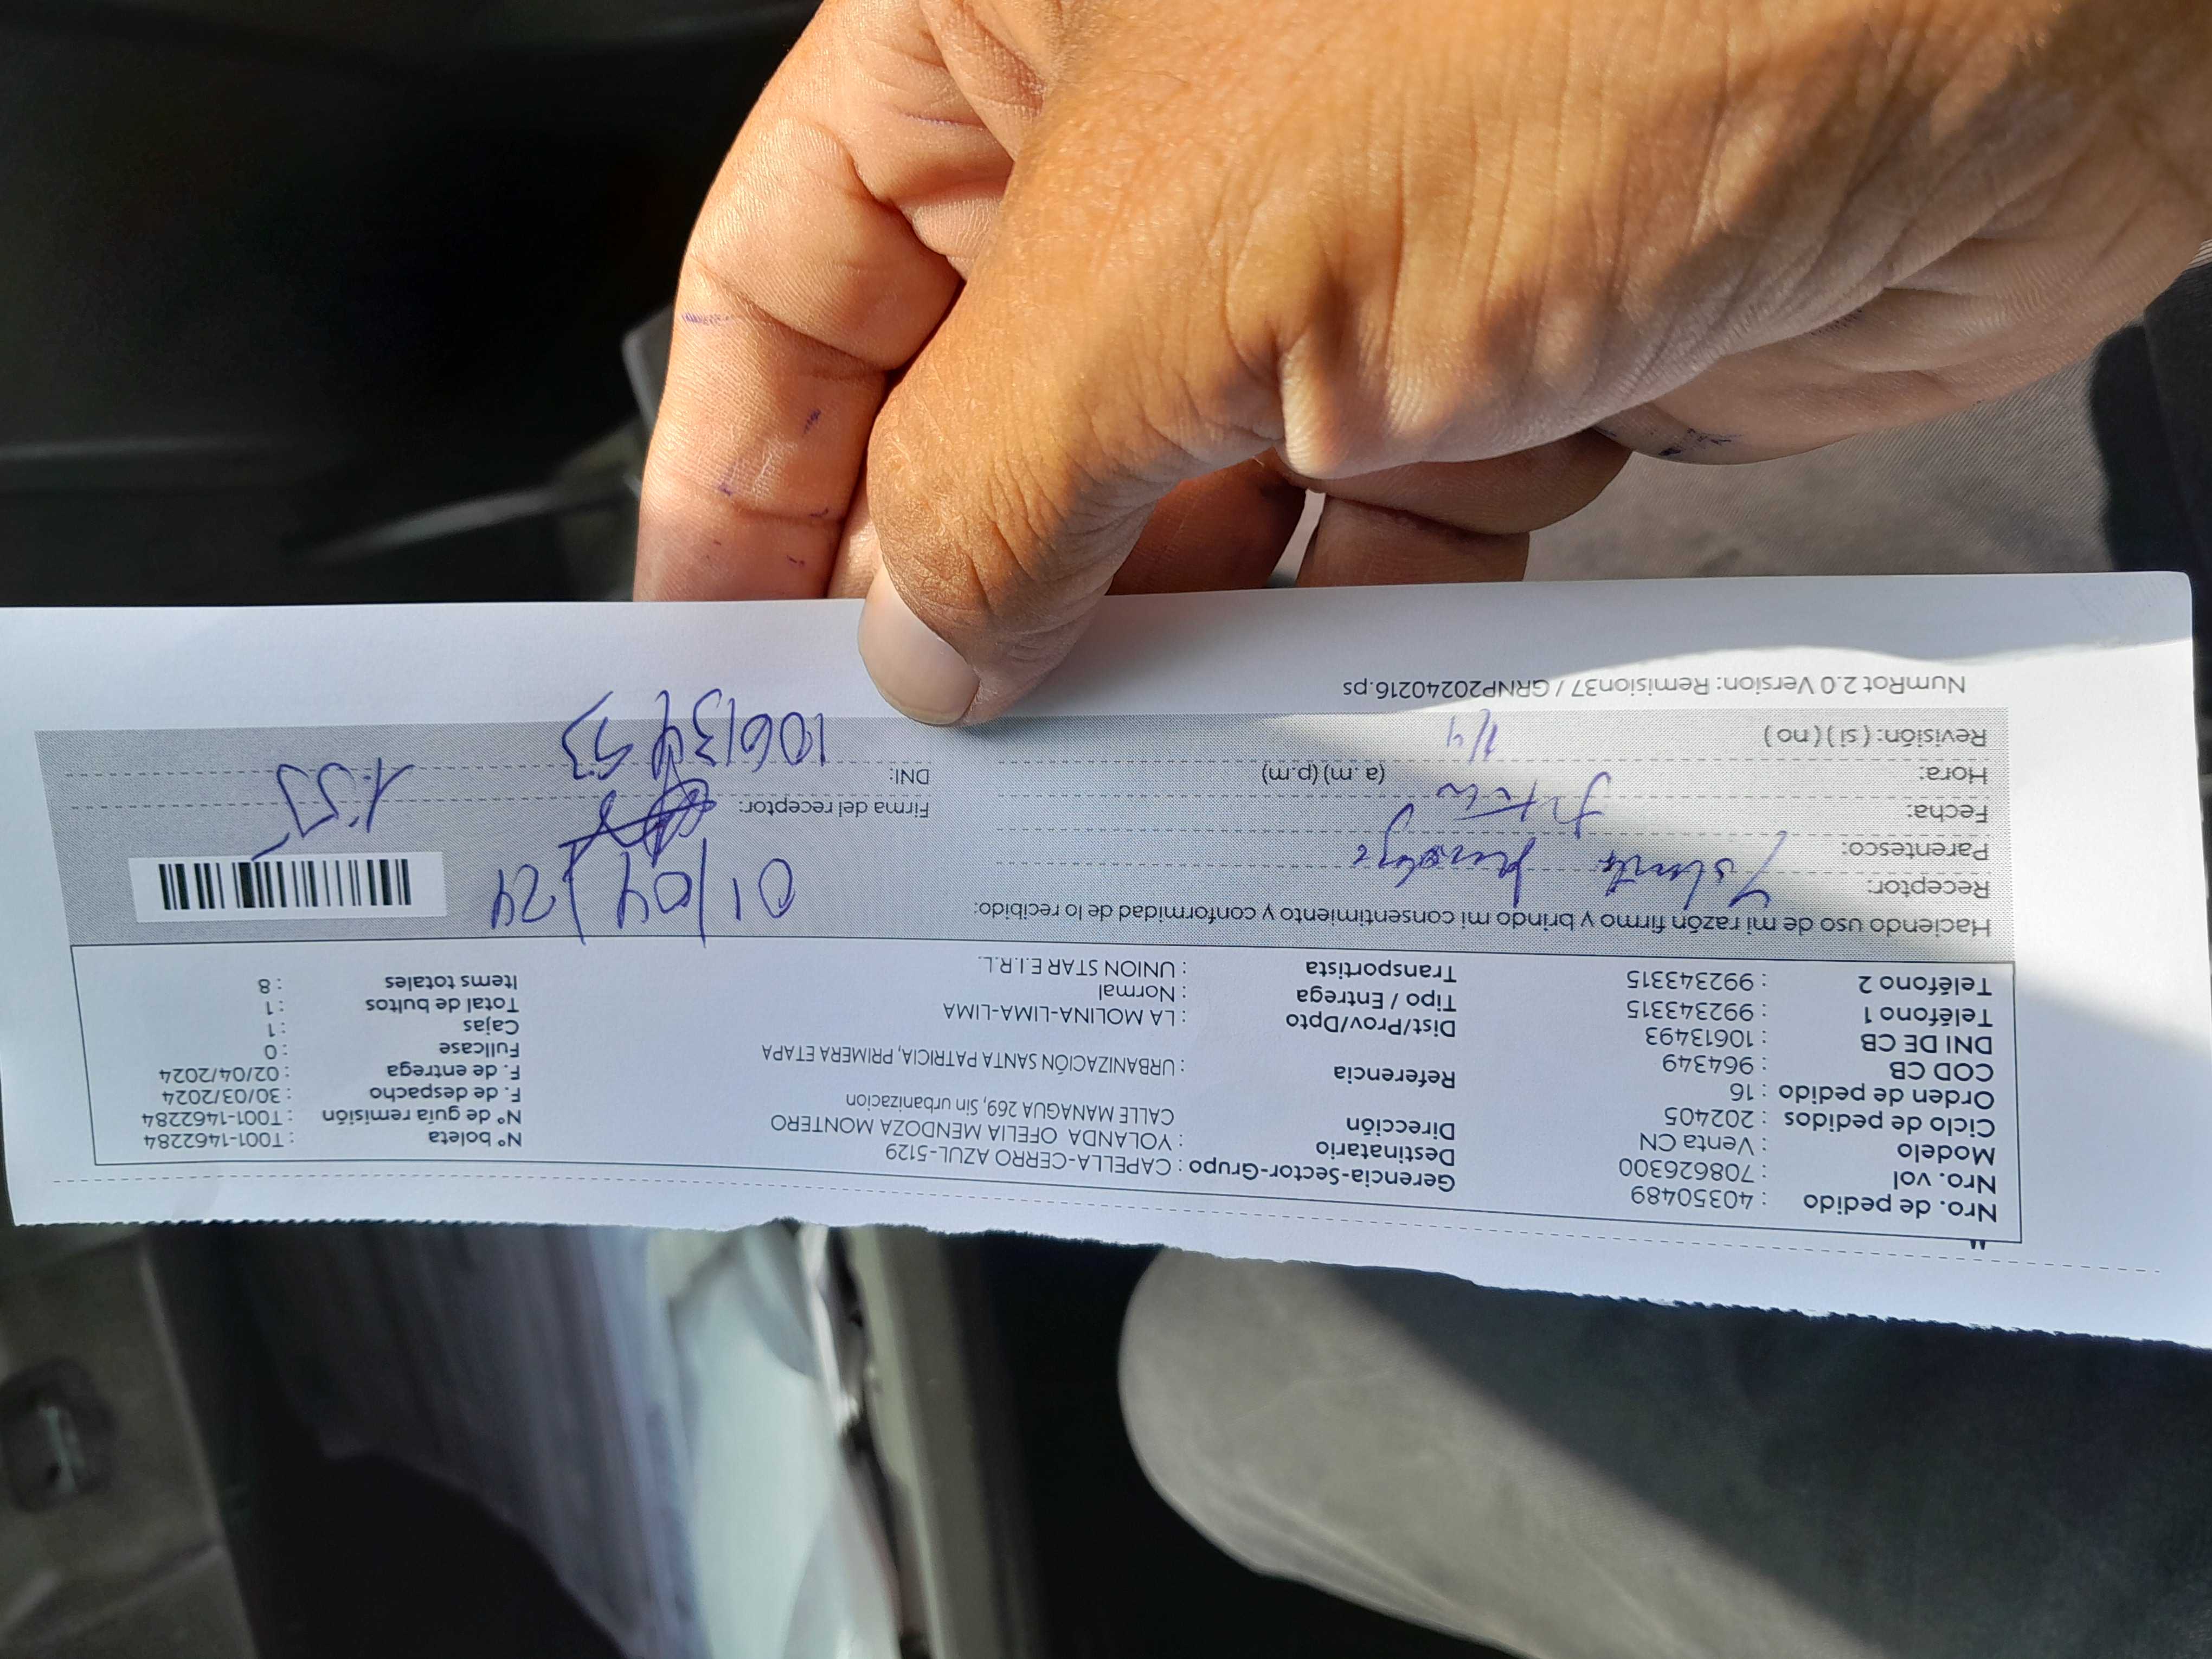 Nro. de pedido : 40350489
Nro. vol : 708626300
Modelo : Venta CN
Ciclo de pedidos : 202405
Orden de pedido : 16
COD CB : 964349
DNI DE CB : 10613493
Teléfono 1 : 992343315
Teléfono 2 : 992343315
Gerencia-Sector-Grupo : CAPELLA-CERRO AZUL-5129
Destinatario : YOLANDA OFELIA MENDOZA MONTERO
Dirección CALLE MANAGUA 269, Sin urbanizacion
Referencia : URBANIZACIÓN SANTA PATRICIA, PRIMERA ETAPA
Dist/Prov/Dpto : LA MOLINA-LIMA-LIMA
Tipo / Entrega : Normal
Transportista : UNION STAR E.I.R.L.
N° boleta : T001-1462284
N° de guía remisión : T001-1462284
F. de despacho : 30/03/2024
F. de entrega : 02/04/2024
Fullcase : 0
Cajas : 1
Total de bultos : 1
Items totales : 8
Haciendo uso de mi razón firmo y brindo mi consentimiento y conformidad de lo recibido:
Receptor:
Parentesco:
Fecha:
Hora: (a .m) (p.m)
Revisión: ( si ) ( no ) 1/4
01/04/24
Firma del receptor:
DNI: 10613493
NumRot 2.0 Version: Remision37 / GRNP20240216.ps